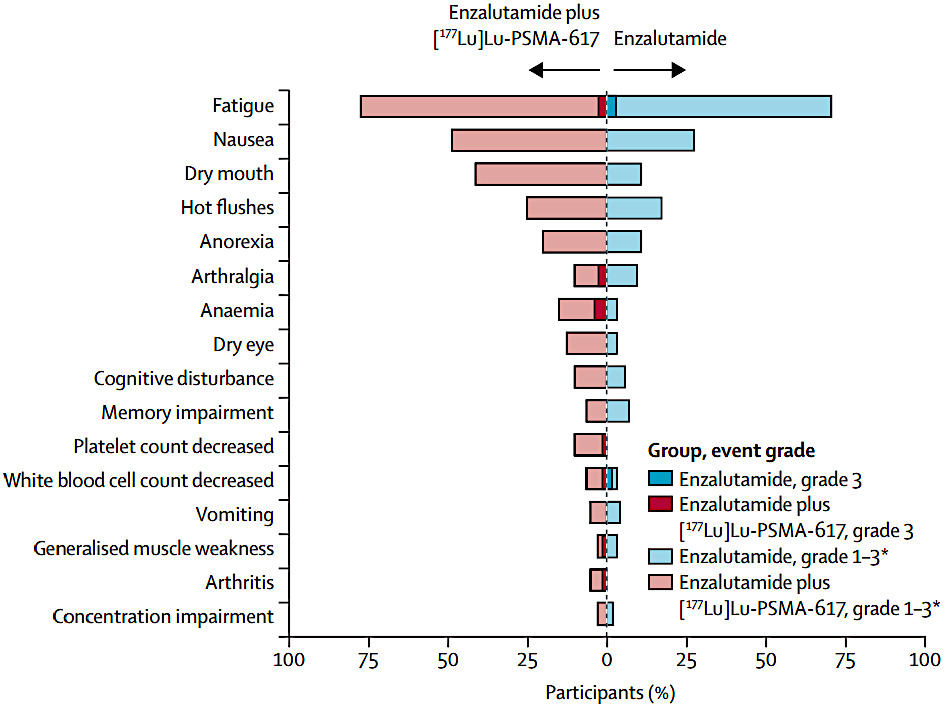 Enzalutamide plus
[¹⁷⁷Lu]Lu-PSMA-617
Enzalutamide
Fatigue
Nausea
Dry mouth
Hot flushes
Anorexia
Arthralgia
Anaemia
Dry eye
Cognitive disturbance
Memory impairment
Platelet count decreased
White blood cell count decreased
Vomiting
Generalised muscle weakness
Arthritis
Concentration impairment
Group, event grade
Enzalutamide, grade 3
Enzalutamide plus
[¹⁷⁷Lu]Lu-PSMA-617, grade 3
Enzalutamide, grade 1–3*
Enzalutamide plus
[¹⁷⁷Lu]Lu-PSMA-617, grade 1–3*
100 75 50 25 0 25 50 75 100
Participants (%)